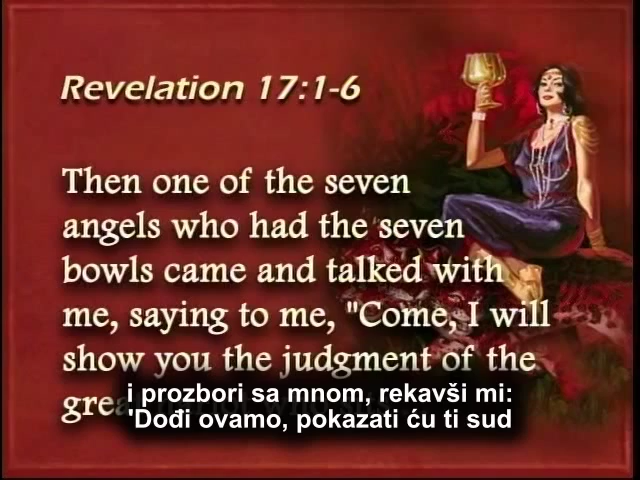 Revelation 17:1-6
Then one of the seven
angels who had the seven
bowls came and talked with
me, saying to me, "Come, I will
show you the judgment of the
i prozbori sa mnom, rekavši mi:
'Dođi ovamo, pokazati ću ti sud